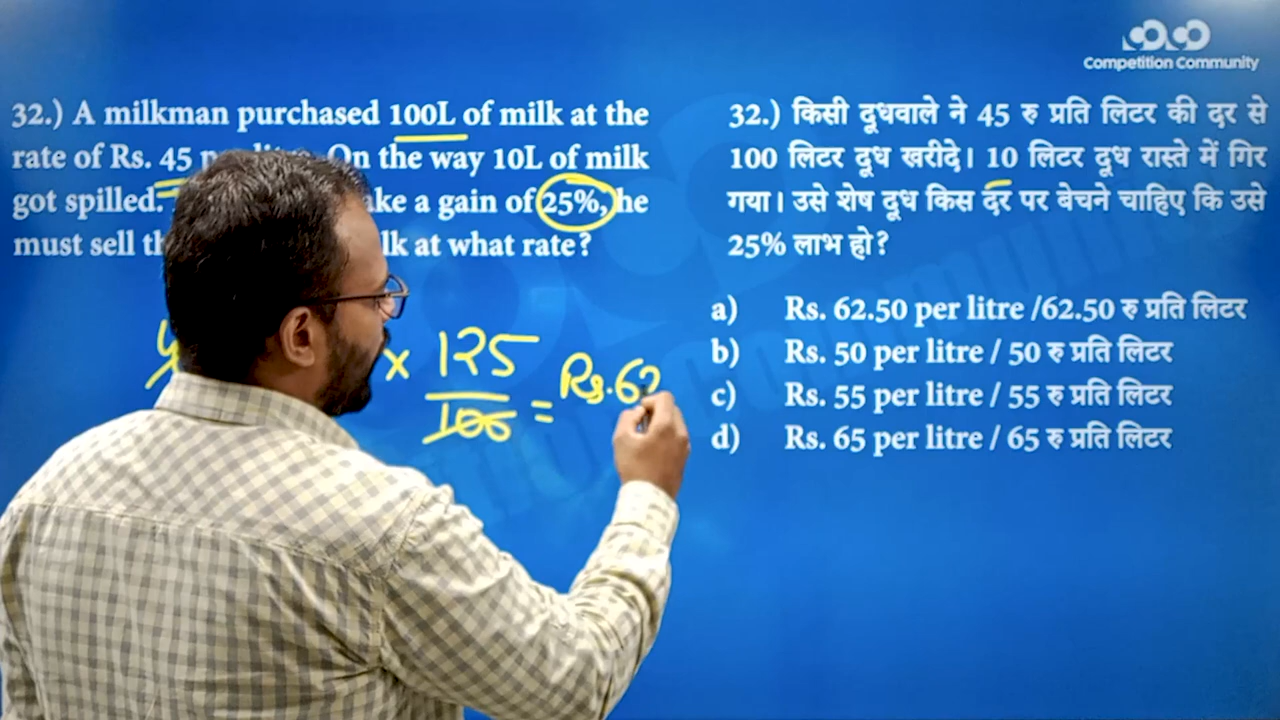 Competition Community
32.) A milkman purchased 100L of milk at the
rate of Rs. 45 On the way 10L of milk
got spilled. a gain of 25%, he
must sell at what rate?
x 125
100
= Rs. 62
32.) किसी दूधवाले ने 45 रु प्रति लिटर की दर से
100 लिटर दूध खरीदे। 10 लिटर दूध रास्ते में गिर
गया। उसे शेष दूध किस दर पर बेचने चाहिए कि उसे
25% लाभ हो?
a) Rs. 62.50 per litre /62.50 रु प्रति लिटर
b) Rs. 50 per litre / 50 रु प्रति लिटर
c) Rs. 55 per litre / 55 रु प्रति लिटर
d) Rs. 65 per litre / 65 रु प्रति लिटर